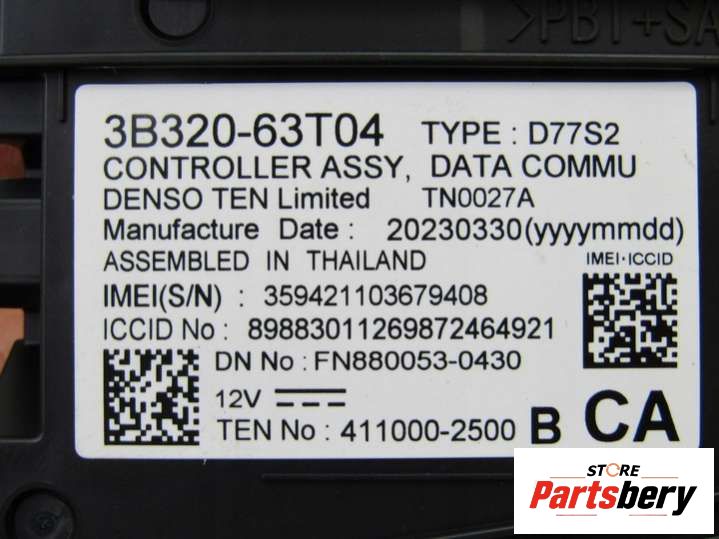 >PBT+SA
3B320-63T04 TYPE : D77S2
CONTROLLER ASSY, DATA COMMU
DENSO TEN Limited TN0027A
Manufacture Date : 20230330(yyyymmdd)
ASSEMBLED IN THAILAND IMEI·ICCID
IMEI(S/N) : 359421103679408
ICCID No : 89883011269872464921
DN No : FN880053-0430
12V
TEN No : 411000-2500 B CA
STORE
Partsbery